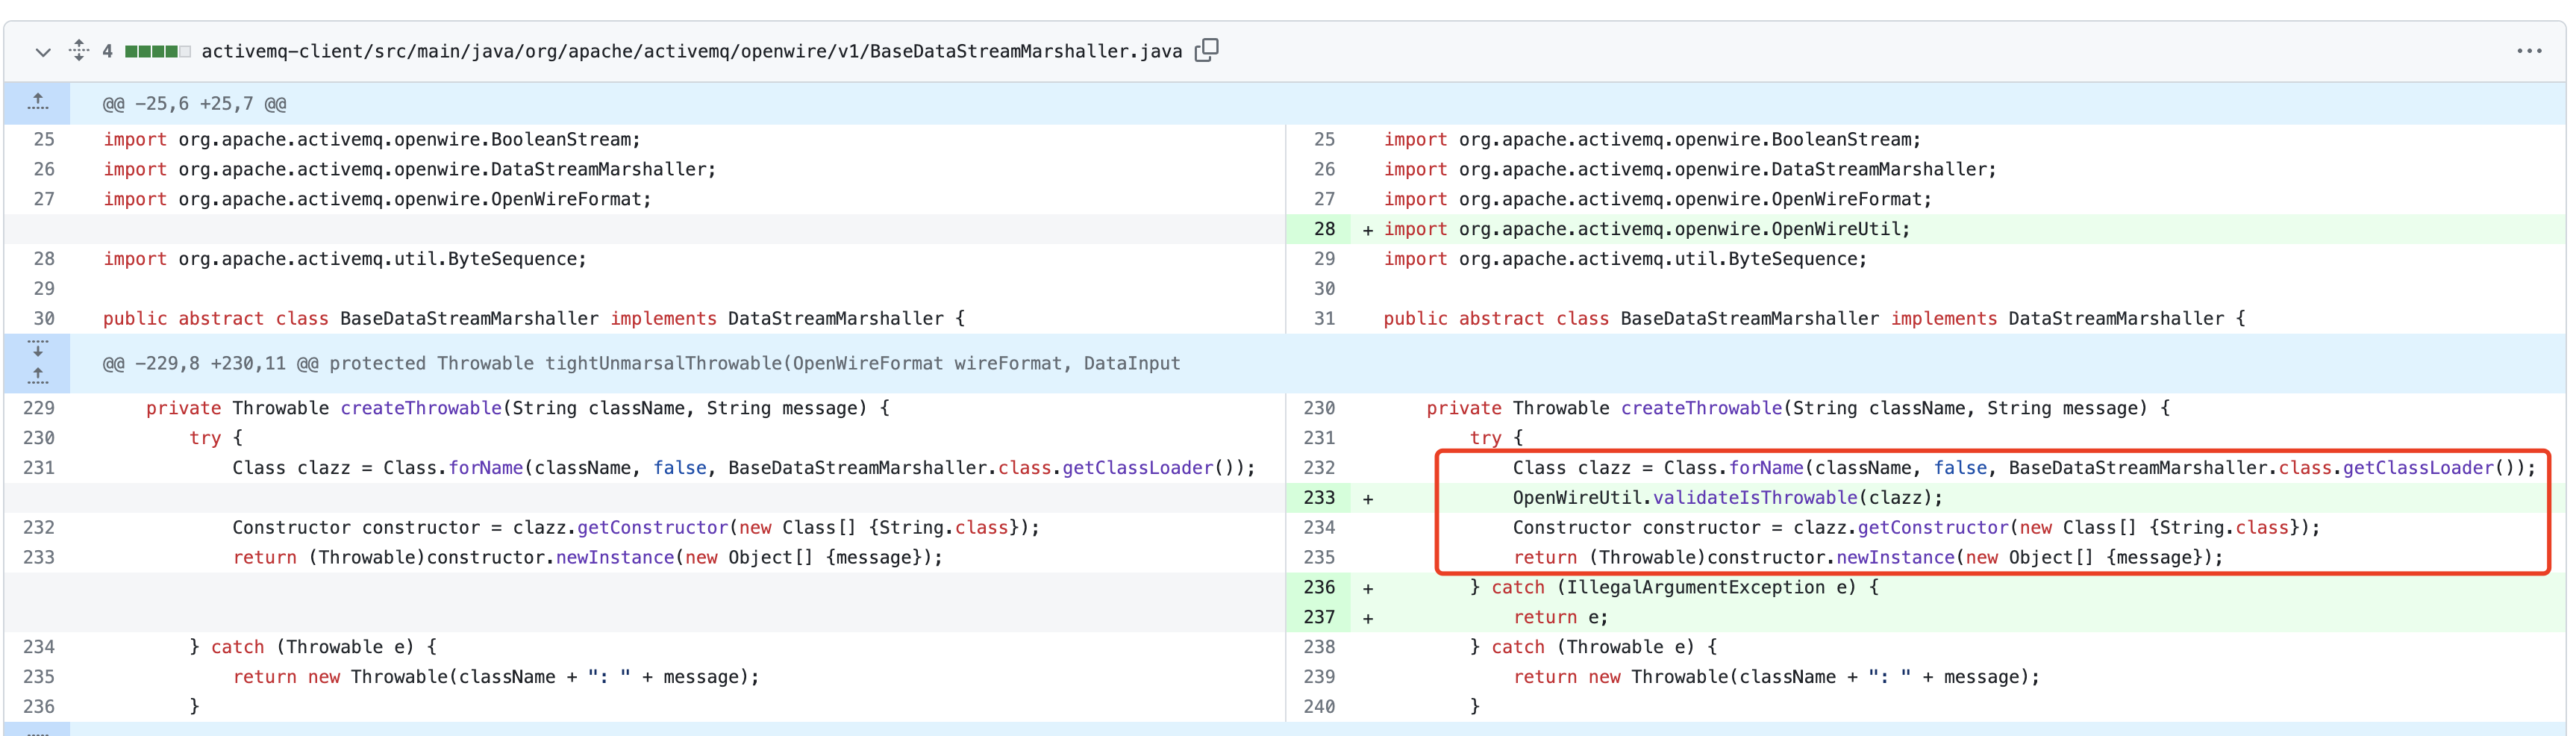 4 activemq-client/src/main/java/org/apache/activemq/openwire/v1/BaseDataStreamMarshaller.java
@@ -25,6 +25,7 @@
25 import org.apache.activemq.openwire.BooleanStream;
26 import org.apache.activemq.openwire.DataStreamMarshaller;
27 import org.apache.activemq.openwire.OpenWireFormat;
28 import org.apache.activemq.util.ByteSequence;
29
30 public abstract class BaseDataStreamMarshaller implements DataStreamMarshaller {
25 import org.apache.activemq.openwire.BooleanStream;
26 import org.apache.activemq.openwire.DataStreamMarshaller;
27 import org.apache.activemq.openwire.OpenWireFormat;
28 + import org.apache.activemq.openwire.OpenWireUtil;
29 import org.apache.activemq.util.ByteSequence;
30
31 public abstract class BaseDataStreamMarshaller implements DataStreamMarshaller {
@@ -229,8 +230,11 @@ protected Throwable tightUnmarsalThrowable(OpenWireFormat wireFormat, DataInput
229 private Throwable createThrowable(String className, String message) {
230 try {
231 Class clazz = Class.forName(className, false, BaseDataStreamMarshaller.class.getClassLoader());
232 Constructor constructor = clazz.getConstructor(new Class[] {String.class});
233 return (Throwable)constructor.newInstance(new Object[] {message});
234 } catch (Throwable e) {
235 return new Throwable(className + ": " + message);
236 }
230 private Throwable createThrowable(String className, String message) {
231 try {
232 Class clazz = Class.forName(className, false, BaseDataStreamMarshaller.class.getClassLoader());
233 + OpenWireUtil.validateIsThrowable(clazz);
234 Constructor constructor = clazz.getConstructor(new Class[] {String.class});
235 return (Throwable)constructor.newInstance(new Object[] {message});
236 + } catch (IllegalArgumentException e) {
237 + return e;
238 } catch (Throwable e) {
239 return new Throwable(className + ": " + message);
240 }